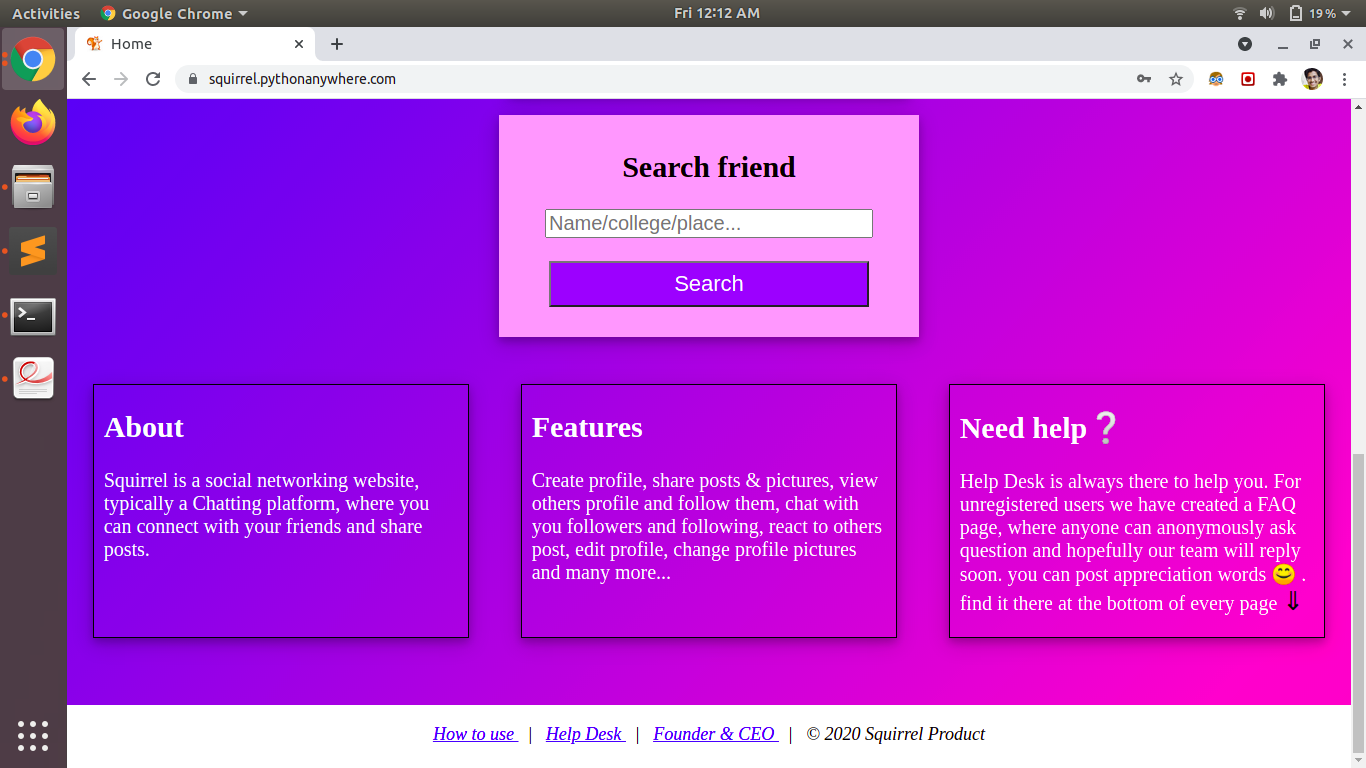 Activities Google Chrome Fri 12:12 AM 19%
Home
squirrel.pythonanywhere.com
Search friend
Name/college/place...
Search
About
Squirrel is a social networking website,
typically a Chatting platform, where you
can connect with your friends and share
posts.
Features
Create profile, share posts & pictures, view
others profile and follow them, chat with
you followers and following, react to others
post, edit profile, change profile pictures
and many more...
Need help❔
Help Desk is always there to help you. For
unregistered users we have created a FAQ
page, where anyone can anonymously ask
question and hopefully our team will reply
soon. you can post appreciation words 😊 .
find it there at the bottom of every page ⇓
How to use | Help Desk | Founder & CEO | © 2020 Squirrel Product